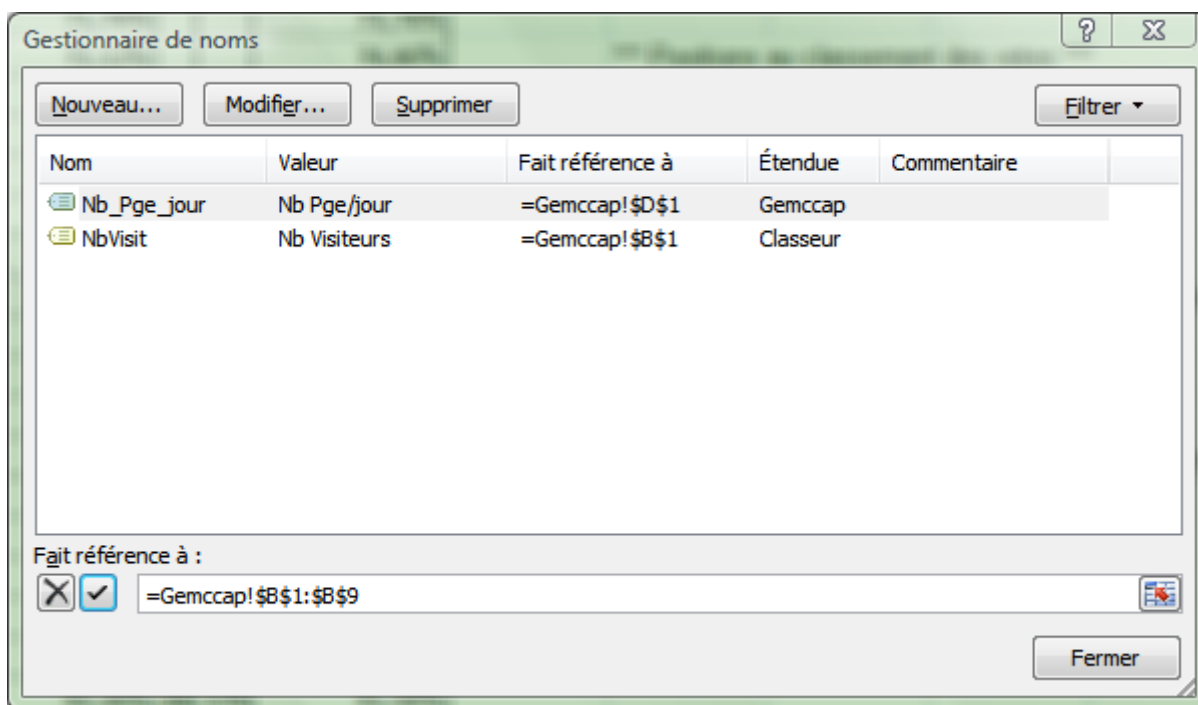 Gestionnaire de noms
Nouveau... Modifier... Supprimer Filtrer
Nom Valeur Fait référence à Étendue Commentaire
Nb_Pge_jour Nb Pge/jour =Gemccap!$D$1 Gemccap
NbVisit Nb Visiteurs =Gemccap!$B$1 Classeur
Fait référence à :
=Gemccap!$B$1:$B$9
Fermer